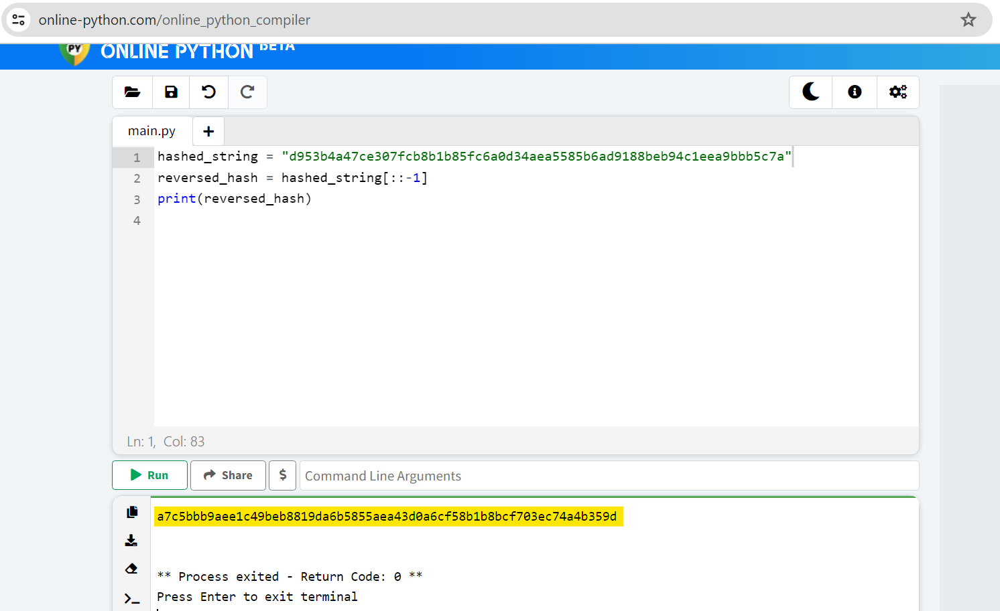 online-python.com/online_python_compiler
PY
ONLINE PYTHON BETA
main.py
+
1 hashed_string = "d953b4a47ce307fcb8b1b85fc6a0d34aea5585b6ad9188beb94c1eea9bbb5c7a"
2 reversed_hash = hashed_string[::-1]
3 print(reversed_hash)
4
Ln: 1, Col: 83
Run Share $ Command Line Arguments
a7c5bbb9aee1c49beb8819da6b5855aea43d0a6cf58b1b8bcf703ec74a4b359d
** Process exited - Return Code: 0 **
Press Enter to exit terminal